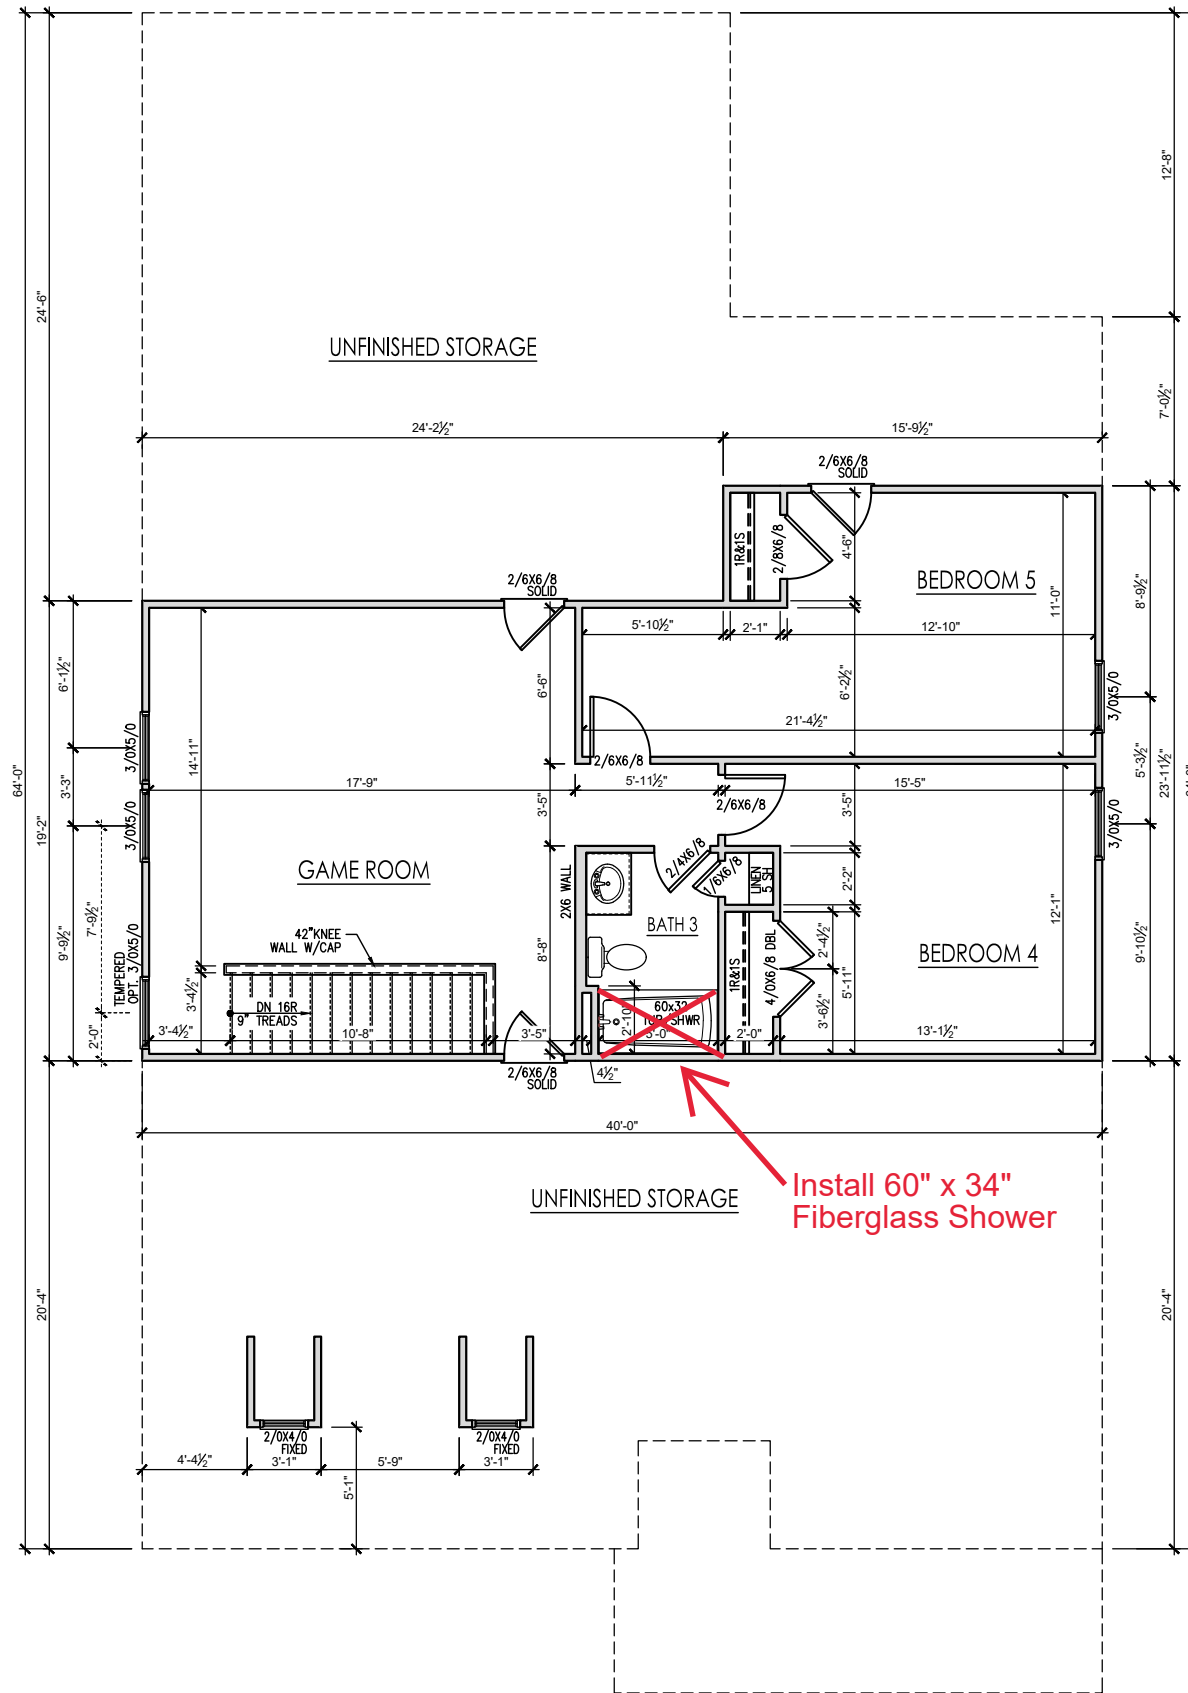 12'-8"
24'-6"
UNFINISHED STORAGE
7'-0½"
24'-2½"
15'-9½"
2/6X6/8
SOLID
1R&1S
2/8X6/8
4'-6"
BEDROOM 5
11'-0"
8'-9½"
2/6X6/8
SOLID
5'-10½"
2'-1"
12'-10"
6'-1½"
6'-6"
6'-2½"
3/0X5/0
14'-11"
3/0X5/0
21'-4½"
2/6X6/8
5'-3½"
64'-0"
19'-2"
3'-3"
17'-9"
5'-11½"
15'-5"
23'-11½"
3/0X5/0
3'-5"
2/6X6/8
3'-5"
3/0X5/0
GAME ROOM
2X6 WALL
2/4X6/8
1/6X6/8
LINEN
5 SH
2'-2"
12'-1"
9'-9½"
7'-9½"
42"KNEE
WALL W/CAP
8'-8"
BATH 3
4/0X6/8 DBL
2'-4½"
BEDROOM 4
9'-10½"
TEMPERED
OPT. 3/0X5/0
3'-4½"
DN 16R
9" TREADS
1R&1S
5'-11"
3'-6½"
60x32
TUB/SHWR
2'-10"
2'-0"
3'-4½"
10'-8"
3'-5"
5'-0"
2'-0"
13'-1½"
2/6X6/8
SOLID
4½"
40'-0"
Install 60" x 34"
Fiberglass Shower
UNFINISHED STORAGE
20'-4"
20'-4"
2/0X4/0
FIXED
2/0X4/0
FIXED
4'-4½"
3'-1"
5'-9"
3'-1"
5'-1"